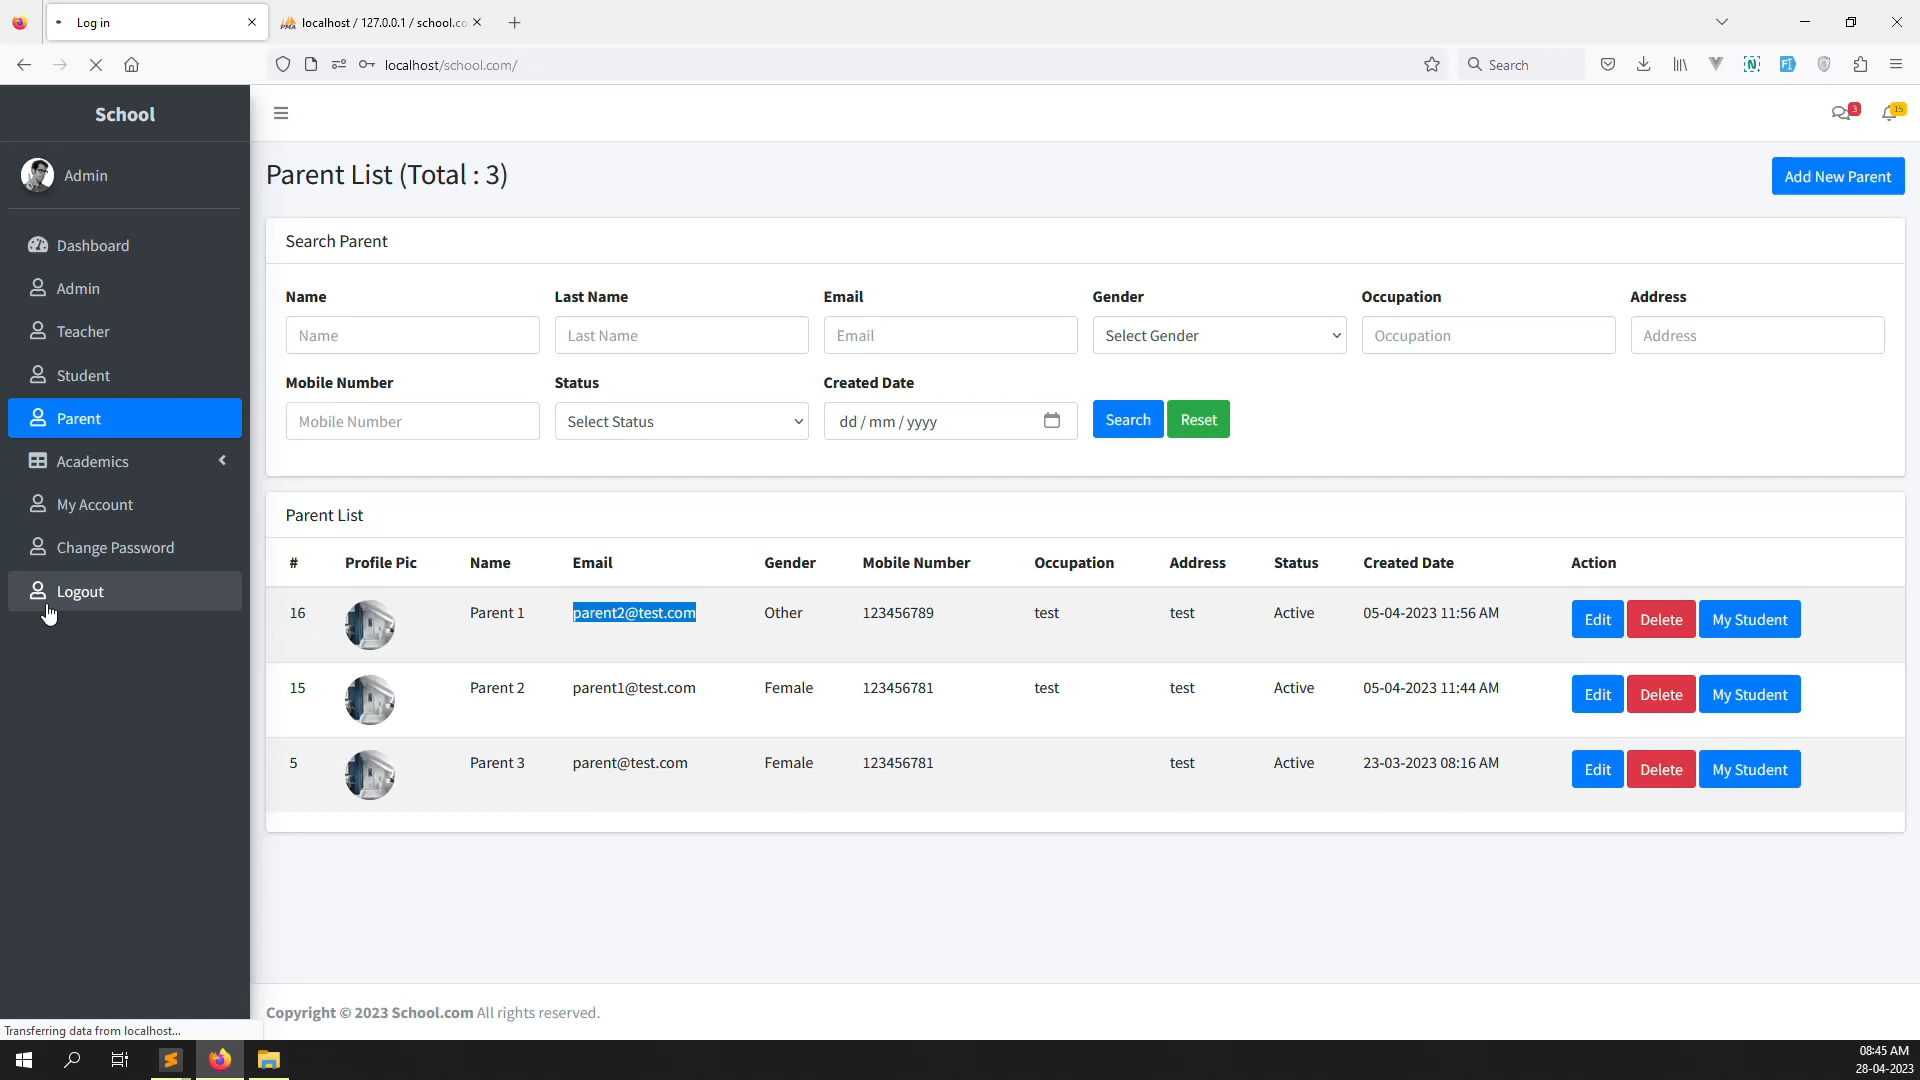 Log in
localhost / 127.0.0.1 / school.co
localhost/school.com/
Search
School
3
15
Admin
Parent List (Total : 3)
Add New Parent
Dashboard
Admin
Teacher
Student
Parent
Academics
My Account
Change Password
Logout
Search Parent
Name
Last Name
Email
Gender
Occupation
Address
Name
Last Name
Email
Select Gender
Occupation
Address
Mobile Number
Status
Created Date
Mobile Number
Select Status
dd / mm / yyyy
Search
Reset
Parent List
# Profile Pic Name Email Gender Mobile Number Occupation Address Status Created Date Action
16 Parent 1 parent2@test.com Other 123456789 test test Active 05-04-2023 11:56 AM Edit Delete My Student
15 Parent 2 parent1@test.com Female 123456781 test test Active 05-04-2023 11:44 AM Edit Delete My Student
5 Parent 3 parent@test.com Female 123456781 test Active 23-03-2023 08:16 AM Edit Delete My Student
Copyright © 2023 School.com All rights reserved.
Transferring data from localhost...
08:45 AM
28-04-2023